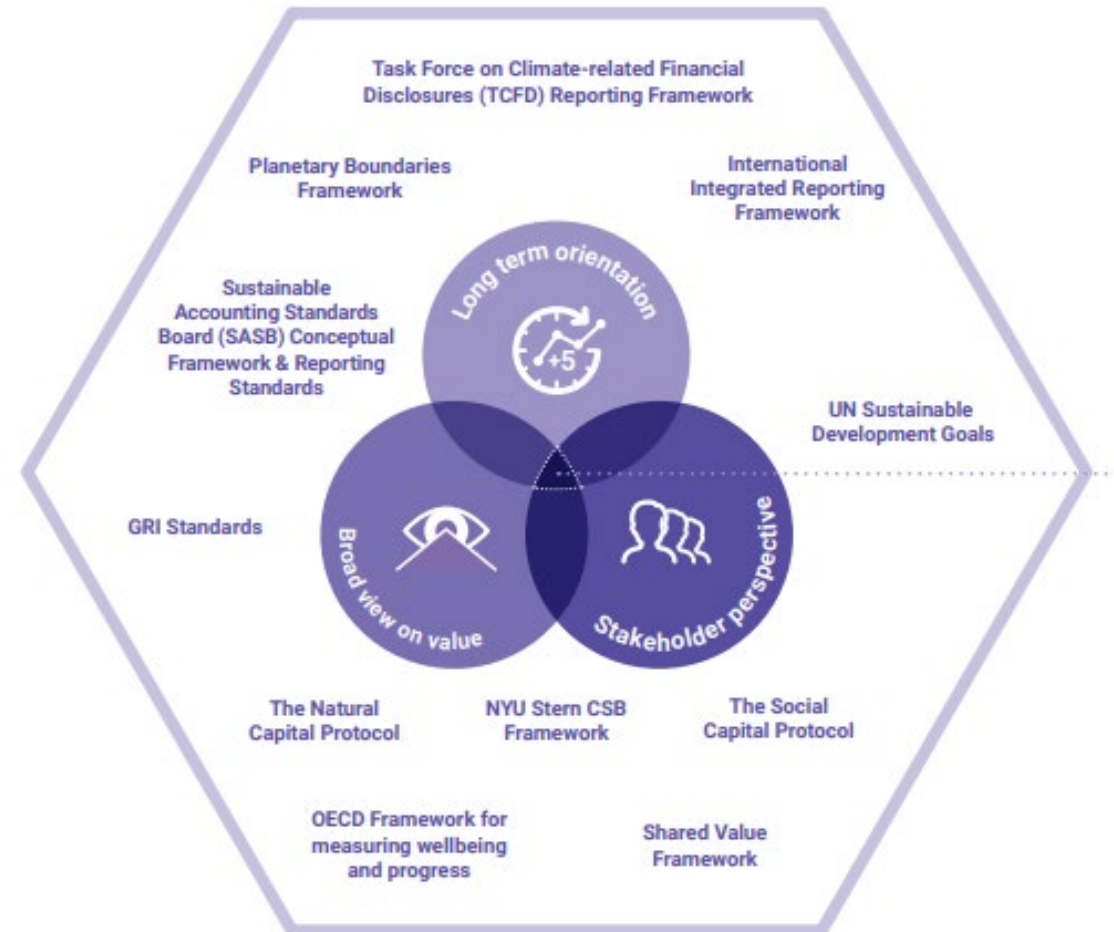 Task Force on Climate-related Financial
Disclosures (TCFD) Reporting Framework
Planetary Boundaries
Framework
International
Integrated Reporting
Framework
Long term orientation
+5
Sustainable
Accounting Standards
Board (SASB) Conceptual
Framework & Reporting
Standards
UN Sustainable
Development Goals
GRI Standards
Broad view on value
Stakeholder perspective
The Natural
Capital Protocol
NYU Stern CSB
Framework
The Social
Capital Protocol
OECD Framework for
measuring wellbeing
and progress
Shared Value
Framework